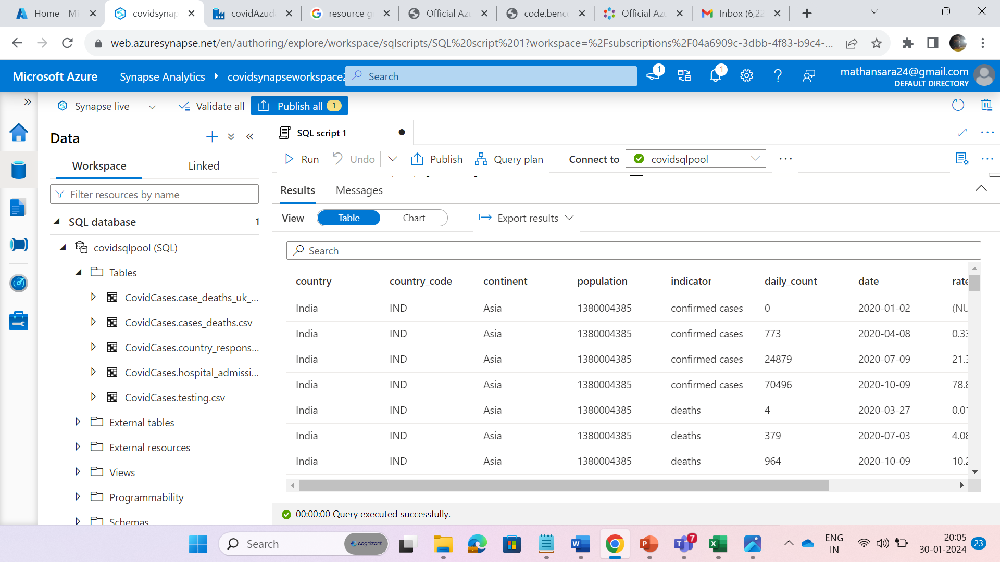 Home - Mi
covidsynap
covidAzud
resource g
Official Az
code.benc
Official Az
Inbox (6,22
web.azuresynapse.net/en/authoring/explore/workspace/sqlscripts/SQL%20script%201?workspace=%2Fsubscriptions%2F04a6909c-3dbb-4f83-b9c4-...
Microsoft Azure
Synapse Analytics
covidsynapseworkspace2
Search
1
1
mathansara24@gmail.com
DEFAULT DIRECTORY
Synapse live
Validate all
Publish all 1
Data
Workspace
Linked
Filter resources by name
SQL database 1
covidsqlpool (SQL)
Tables
CovidCases.case_deaths_uk_...
CovidCases.cases_deaths.csv
CovidCases.country_respons...
CovidCases.hospital_admissi...
CovidCases.testing.csv
External tables
External resources
Views
Programmability
Schemas
SQL script 1
Run
Undo
Publish
Query plan
Connect to
covidsqlpool
Results
Messages
View
Table
Chart
Export results
Search
country country_code continent population indicator daily_count date rate
India IND Asia 1380004385 confirmed cases 0 2020-01-02 (NU
India IND Asia 1380004385 confirmed cases 773 2020-04-08 0.33
India IND Asia 1380004385 confirmed cases 24879 2020-07-09 21.3
India IND Asia 1380004385 confirmed cases 70496 2020-10-09 78.8
India IND Asia 1380004385 deaths 4 2020-03-27 0.01
India IND Asia 1380004385 deaths 379 2020-07-03 4.08
India IND Asia 1380004385 deaths 964 2020-10-09 10.2
00:00:00 Query executed successfully.
Search
cognizant
7
ENG
IN
20:05
30-01-2024
23